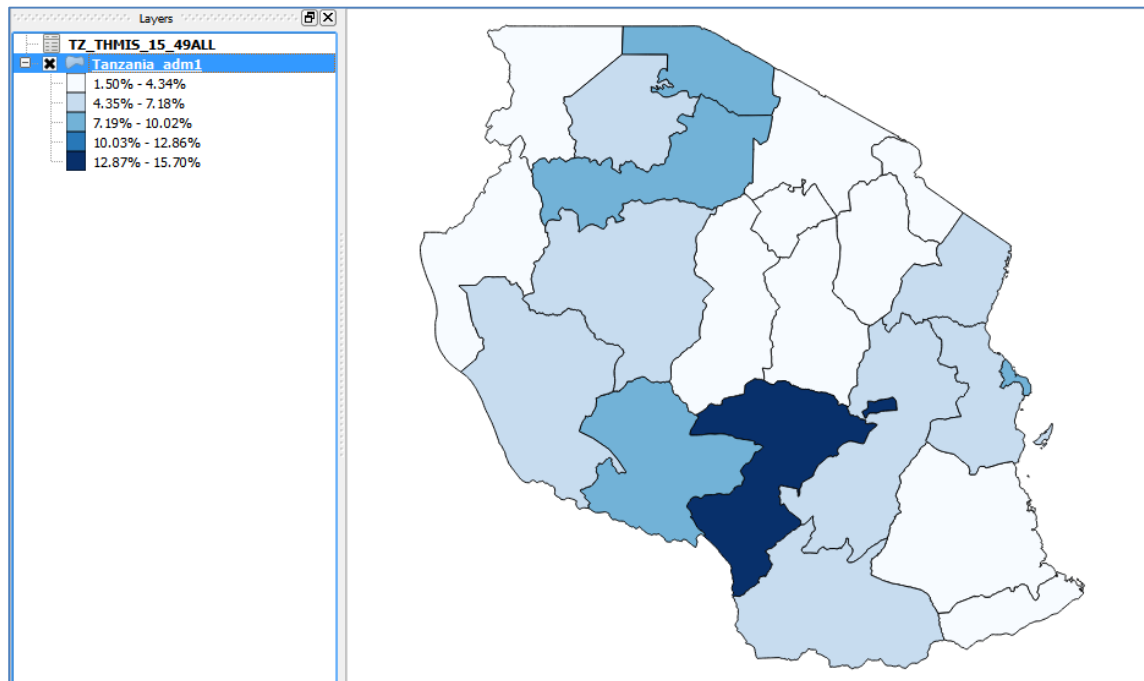 Layers
TZ_THMIS_15_49ALL
Tanzania_adm1
1.50% - 4.34%
4.35% - 7.18%
7.19% - 10.02%
10.03% - 12.86%
12.87% - 15.70%